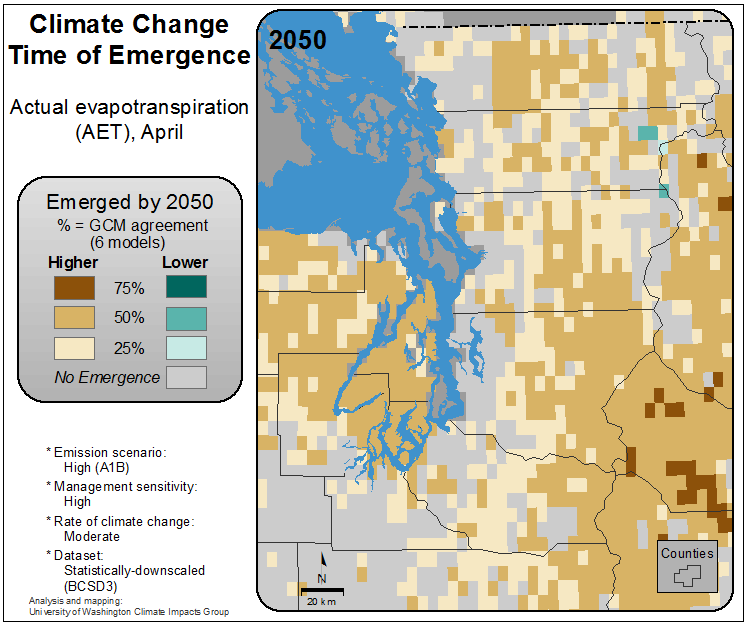 Climate Change
Time of Emergence
Actual evapotranspiration
(AET), April
Emerged by 2050
% = GCM agreement
(6 models)
Higher Lower
75%
50%
25%
No Emergence
* Emission scenario:
High (A1B)
* Management sensitivity:
High
* Rate of climate change:
Moderate
* Dataset:
Statistically-downscaled
(BCSD3)
Analysis and mapping:
University of Washington Climate Impacts Group
2050
N
20 km
Counties